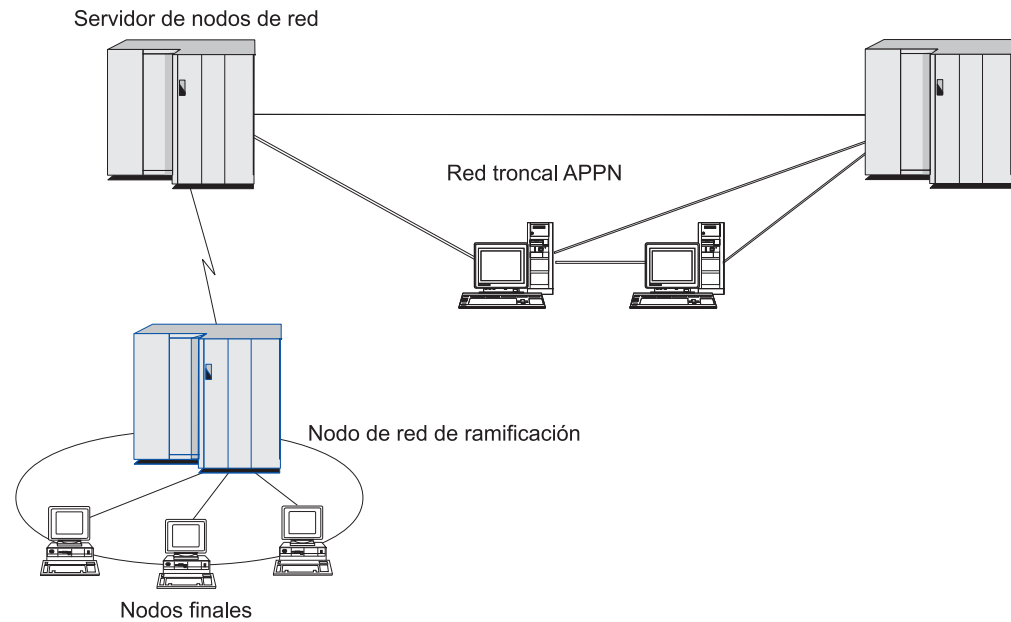 Servidor de nodos de red
Red troncal APPN
Nodo de red de ramificación
Nodos finales